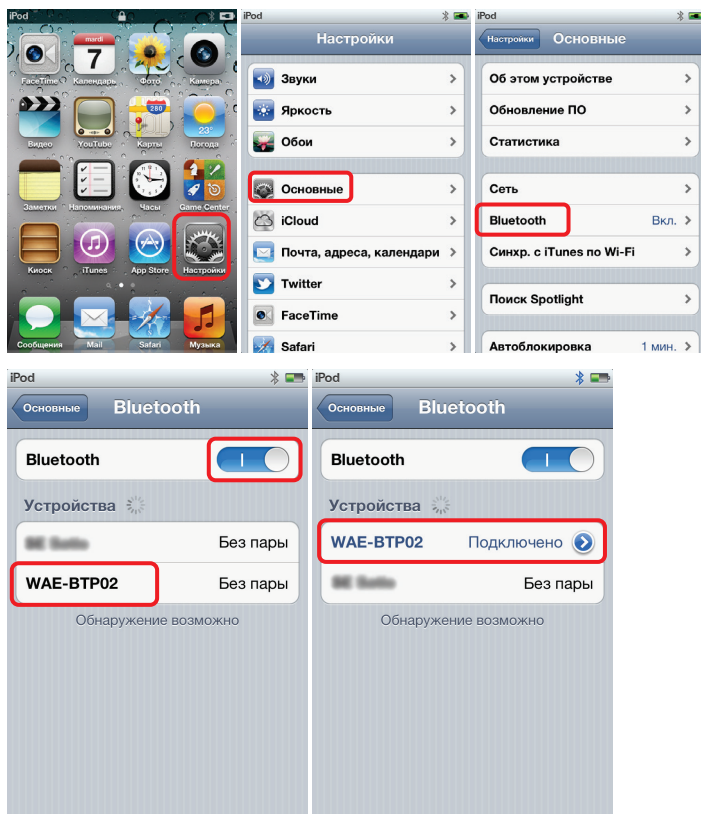 iPod
mardi
7
280
23°
FaceTime
Календарь
Фото
Камера
Видео
YouTube
Карты
Погода
Заметки
Напоминания
Часы
Game Center
Киоск
iTunes
App Store
Настройки
Сообщения
Mail
Safari
Музыка
iPod
Настройки
Звуки
Яркость
Обои
Основные
iCloud
Почта, адреса, календари
Twitter
FaceTime
Safari
iPod
Настройки Основные
Об этом устройстве
Обновление ПО
Статистика
Сеть
Bluetooth Вкл.
Синхр. с iTunes по Wi-Fi
Поиск Spotlight
Автоблокировка 1 мин.
iPod
Основные Bluetooth
Bluetooth
Устройства
Без пары
WAE-BTP02 Без пары
Обнаружение возможно
iPod
Основные Bluetooth
Bluetooth
Устройства
WAE-BTP02 Подключено
Без пары
Обнаружение возможно